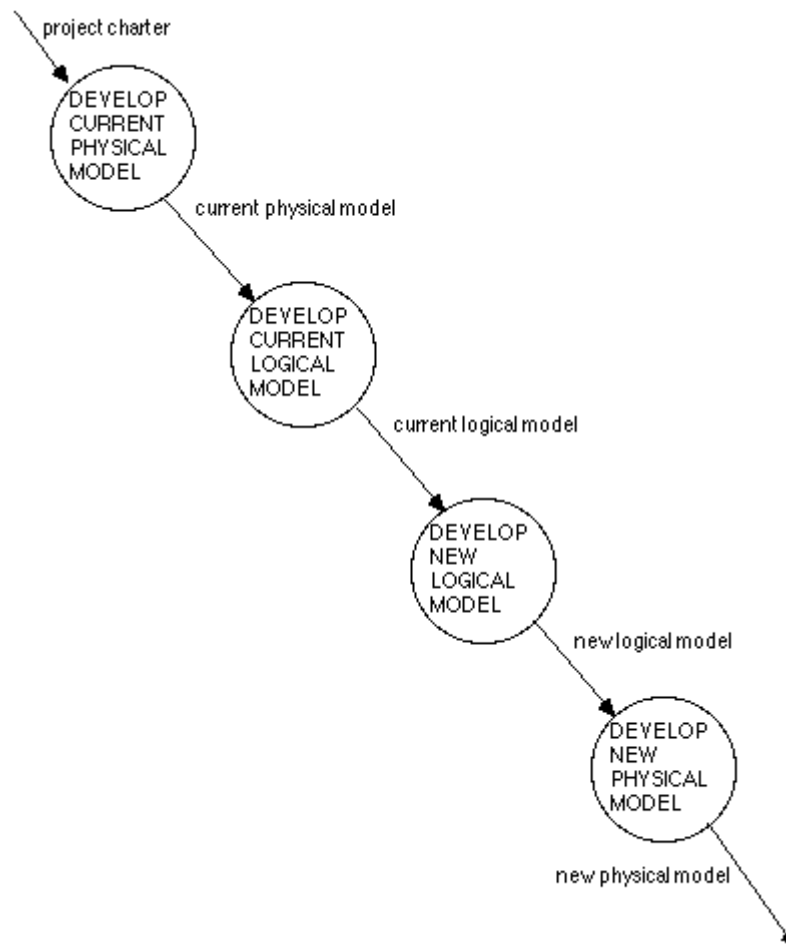 project charter
DEVELOP
CURRENT
PHYSICAL
MODEL
current physical model
DEVELOP
CURRENT
LOGICAL
MODEL
current logical model
DEVELOP
NEW
LOGICAL
MODEL
new logical model
DEVELOP
NEW
PHYSICAL
MODEL
new physical model